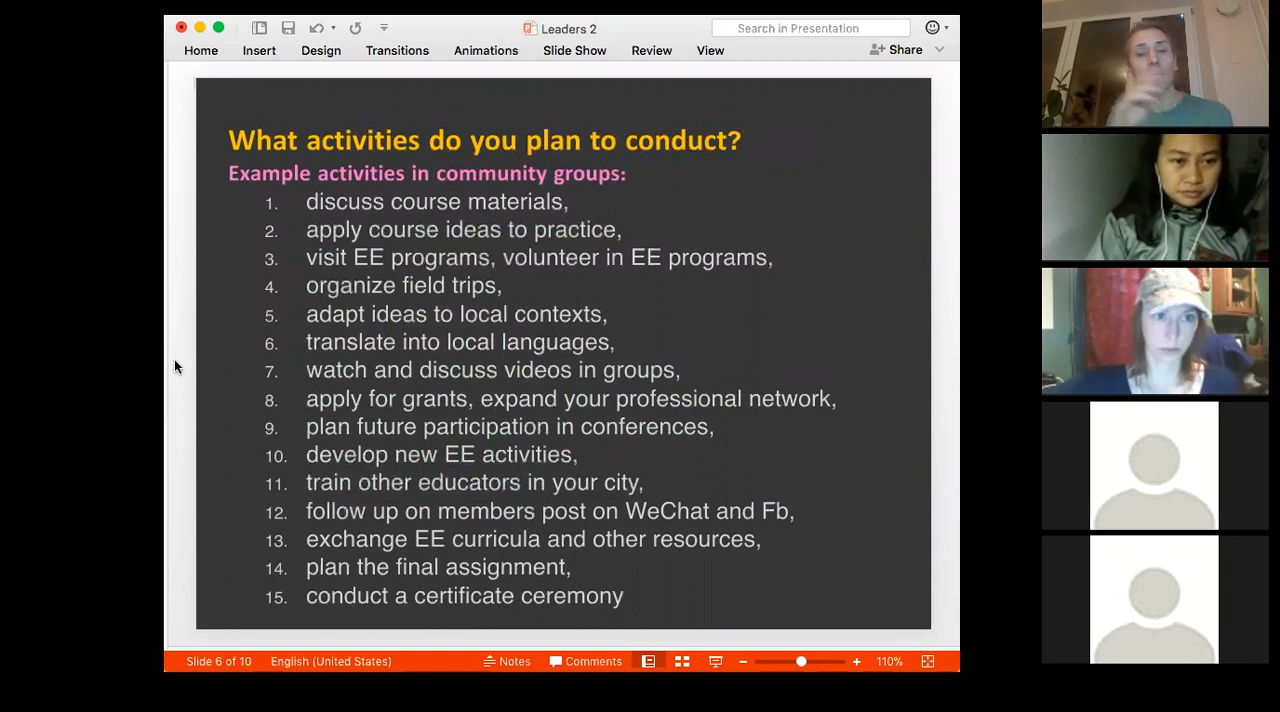 Leaders 2
Search in Presentation
Home Insert Design Transitions Animations Slide Show Review View Share
What activities do you plan to conduct?
Example activities in community groups:
1. discuss course materials,
2. apply course ideas to practice,
3. visit EE programs, volunteer in EE programs,
4. organize field trips,
5. adapt ideas to local contexts,
6. translate into local languages,
7. watch and discuss videos in groups,
8. apply for grants, expand your professional network,
9. plan future participation in conferences,
10. develop new EE activities,
11. train other educators in your city,
12. follow up on members post on WeChat and Fb,
13. exchange EE curricula and other resources,
14. plan the final assignment,
15. conduct a certificate ceremony
Slide 6 of 10 English (United States) Notes Comments 110%